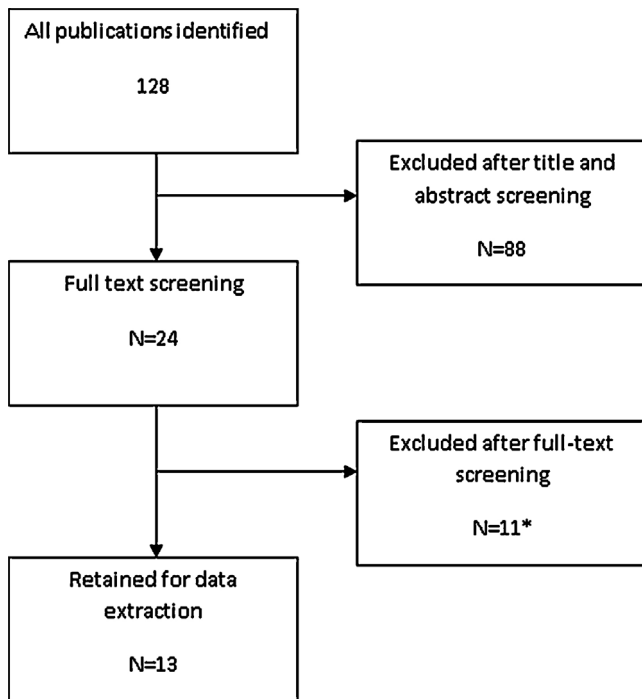 All publications identified
128
Excluded after title and
abstract screening
N=88
Full text screening
N=24
Excluded after full-text
screening
N=11*
Retained for data
extraction
N=13